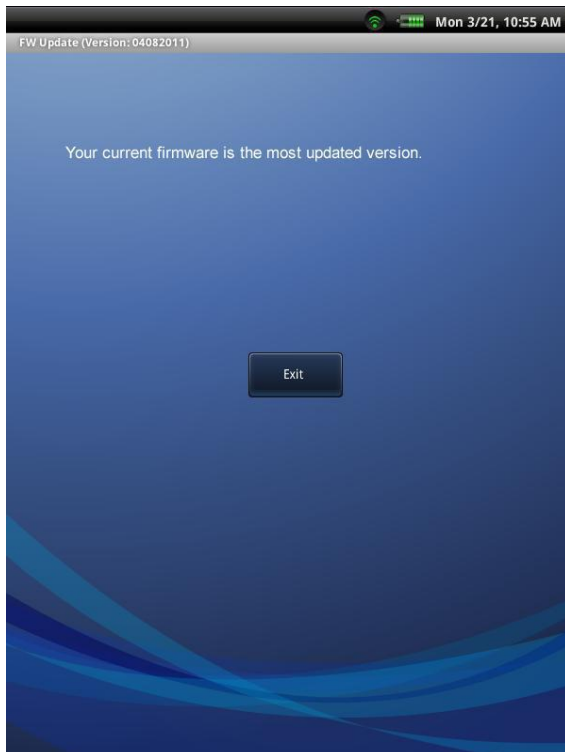 Mon 3/21, 10:55 AM
FW Update (Version: 04082011)
Your current firmware is the most updated version.
Exit